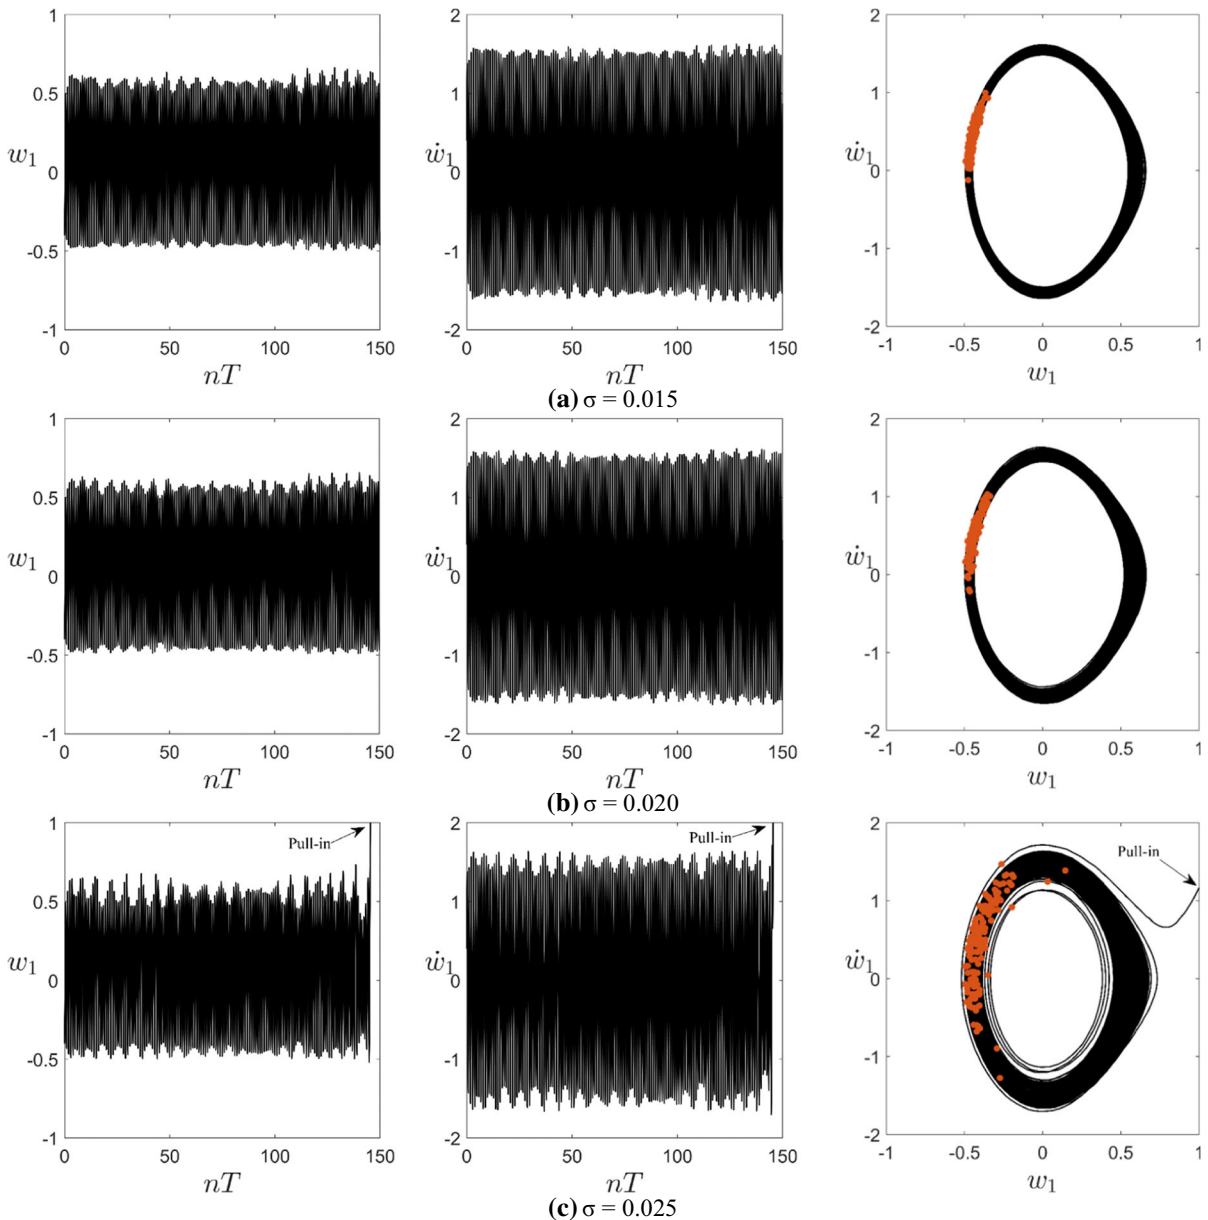 1 2 2
0.5 1 1
w₁ ẇ₁ ẇ₁
0 0 0
-0.5 -1 -1
-1 -2 -2
0 50 100 150 0 50 100 150 -1 -0.5 0 0.5 1
nT nT w₁
(a) σ = 0.015
1 2 2
0.5 1 1
w₁ ẇ₁ ẇ₁
0 0 0
-0.5 -1 -1
-1 -2 -2
0 50 100 150 0 50 100 150 -1 -0.5 0 0.5 1
nT nT w₁
(b) σ = 0.020
1 2 2
Pull-in Pull-in Pull-in
0.5 1 1
w₁ ẇ₁ ẇ₁
0 0 0
-0.5 -1 -1
-1 -2 -2
0 50 100 150 0 50 100 150 -1 -0.5 0 0.5 1
nT nT w₁
(c) σ = 0.025